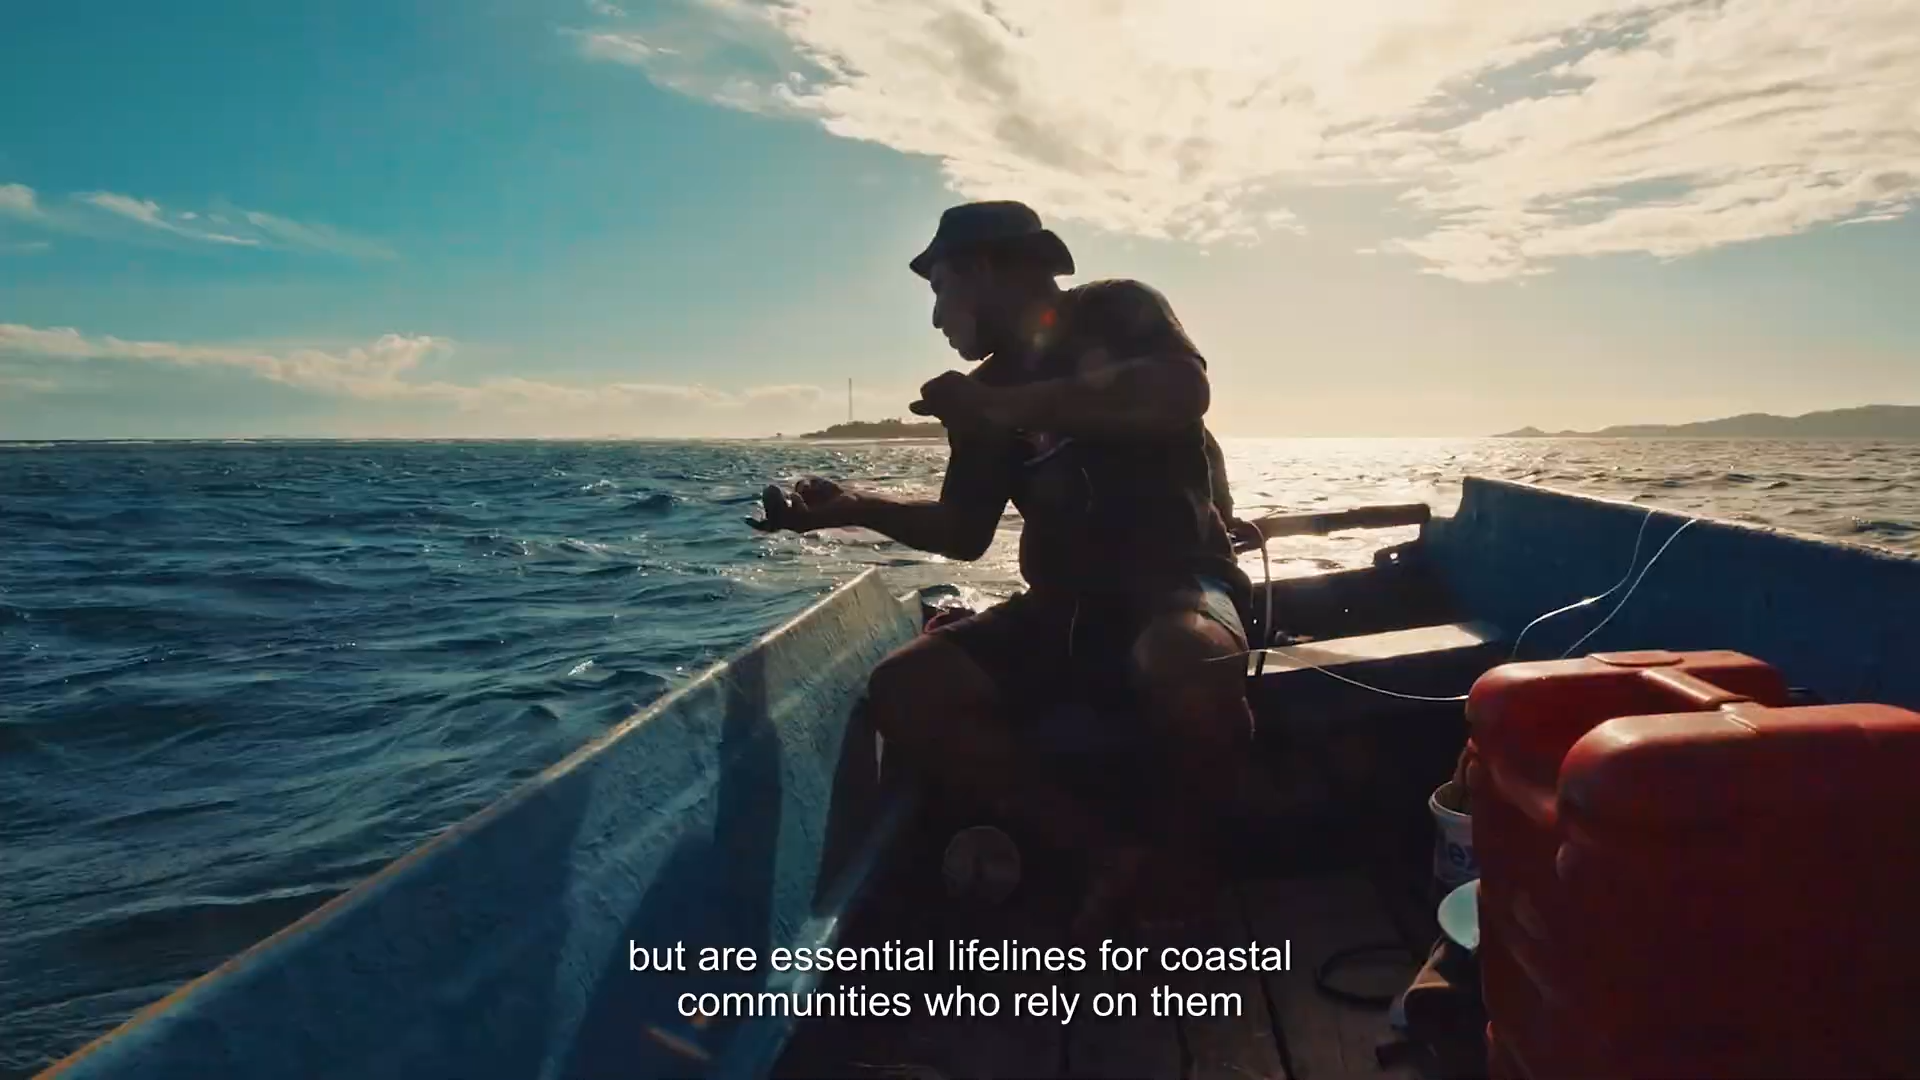 but are essential lifelines for coastal
communities who rely on them